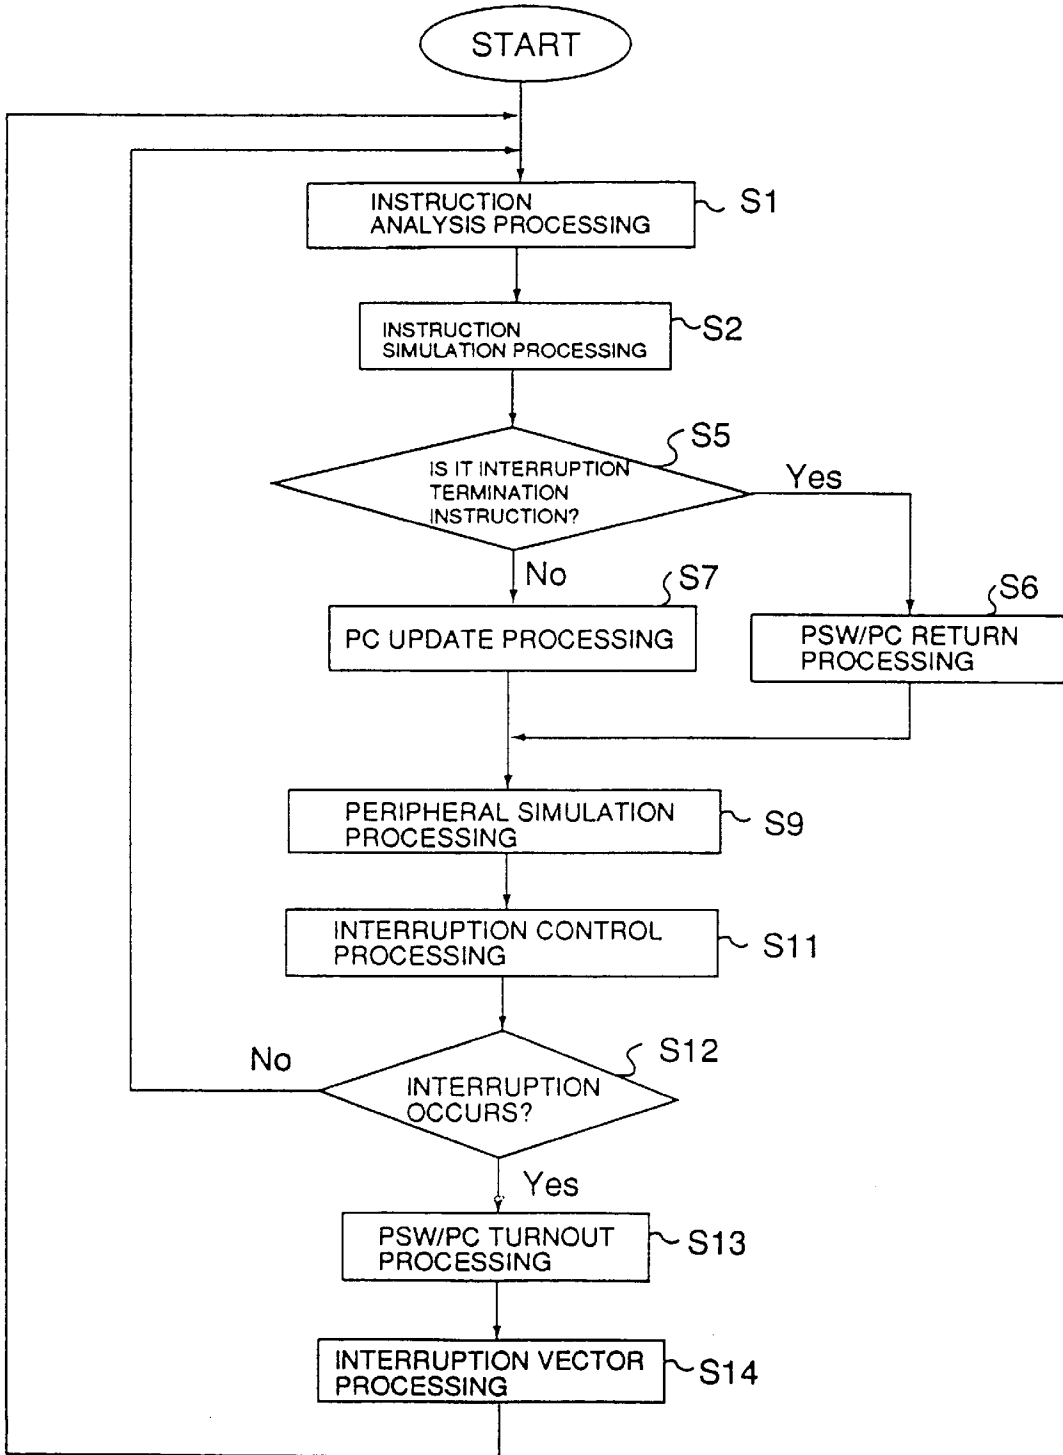 START
INSTRUCTION
ANALYSIS PROCESSING
S1
INSTRUCTION
SIMULATION PROCESSING
S2
S5
IS IT INTERRUPTION
TERMINATION
INSTRUCTION?
Yes
No
S7
PC UPDATE PROCESSING
S6
PSW/PC RETURN
PROCESSING
PERIPHERAL SIMULATION
PROCESSING
S9
INTERRUPTION CONTROL
PROCESSING
S11
No
S12
INTERRUPTION
OCCURS?
Yes
PSW/PC TURNOUT
PROCESSING
S13
INTERRUPTION VECTOR
PROCESSING
S14